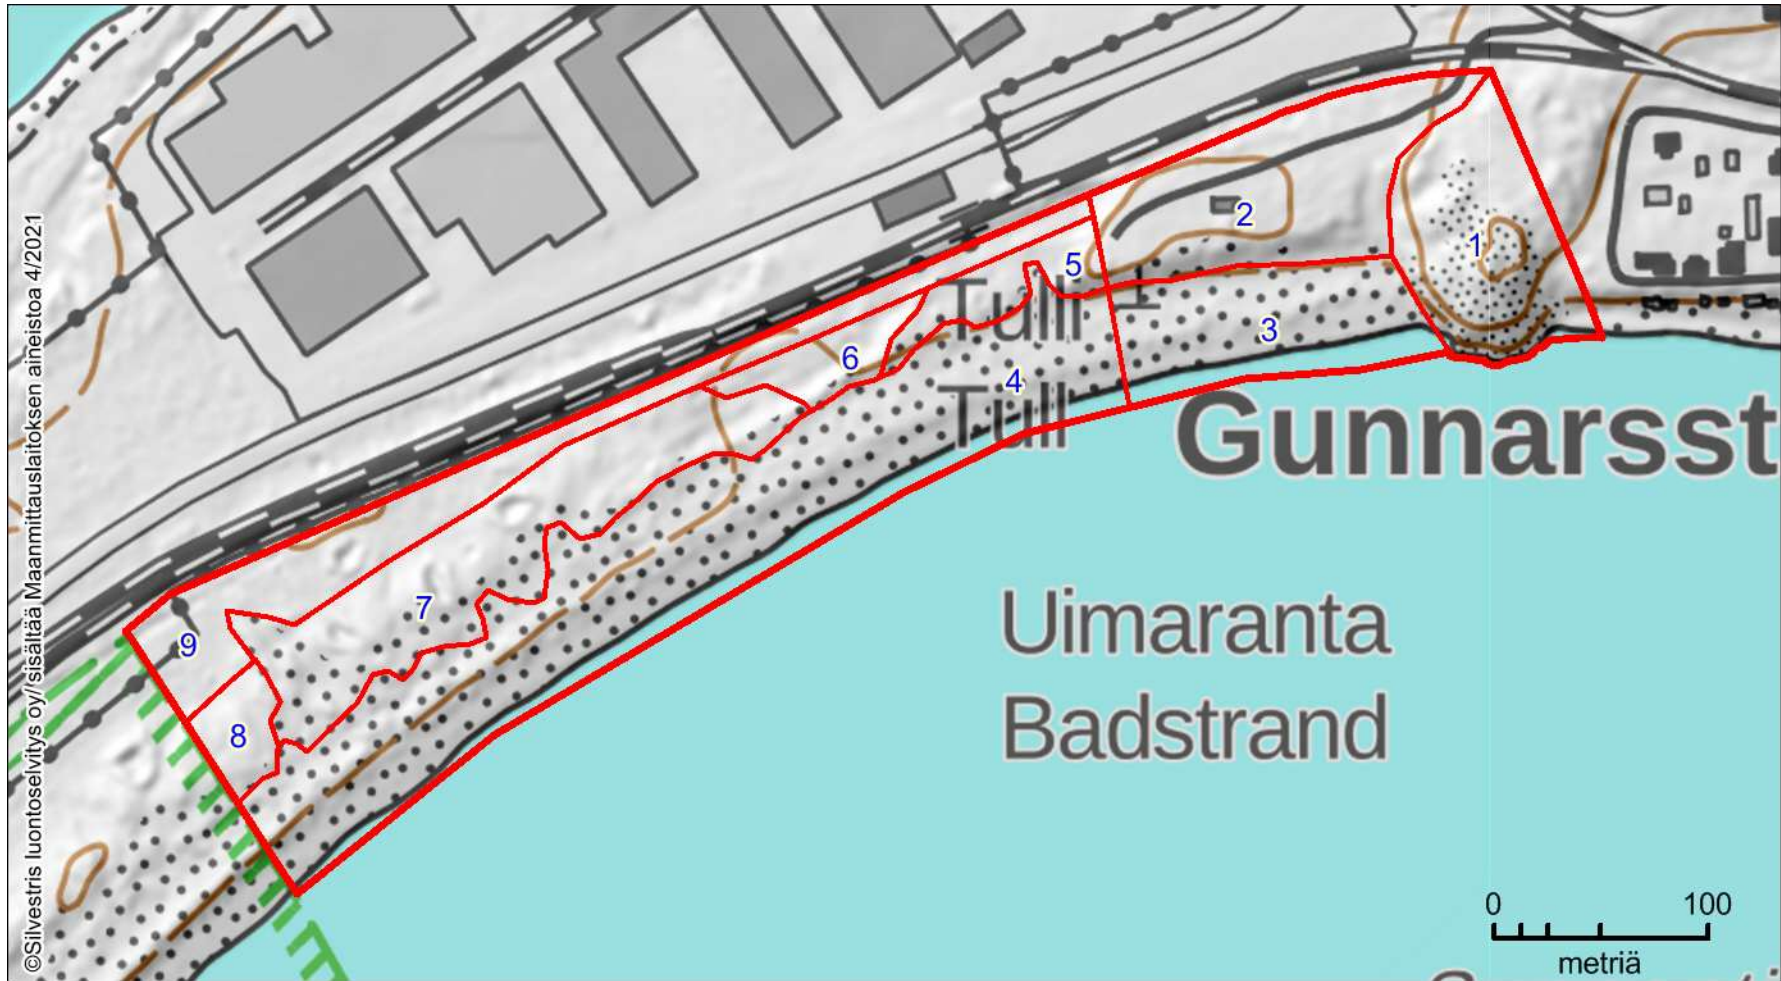 ©Silvestris luontoselvitys oy/ sisältää Maanmittauslaitoksen aineistoa 4/2021
2
1
5
Tulli
3
6
4
Tull
Gunnarsst
7
Uimaranta
Badstrand
9
8
0 100
metriä